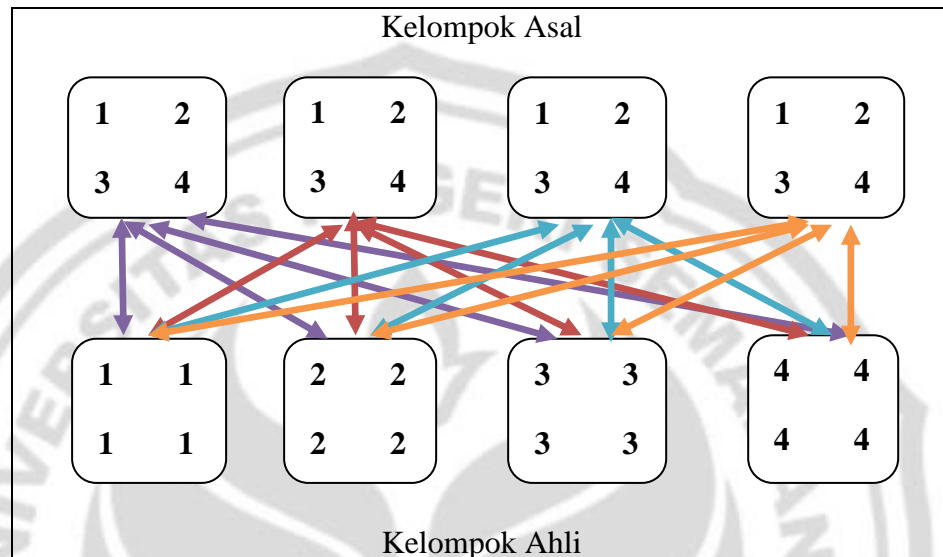 Kelompok Asal
1 2 1 2 1 2 1 2
3 4 3 4 3 4 3 4
1 1 2 2 3 3 4 4
1 1 2 2 3 3 4 4
Kelompok Ahli